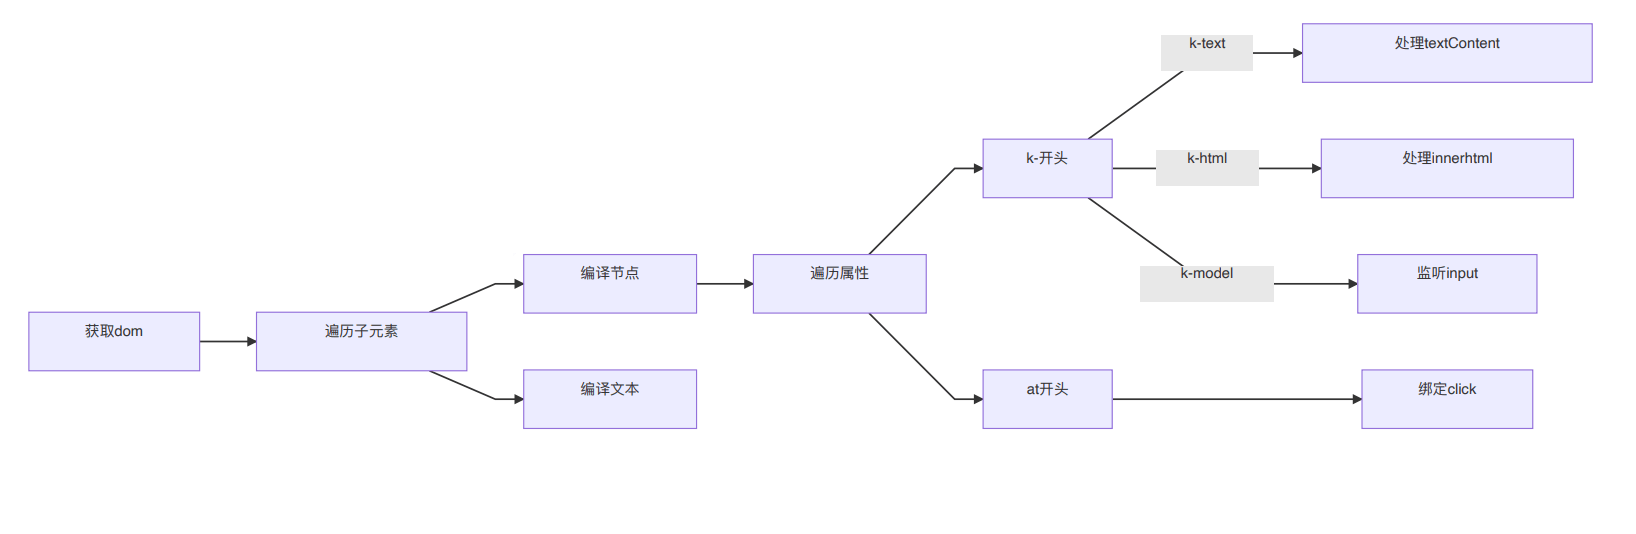 k-text
处理textContent
k-开头
k-html
处理innerhtml
编译节点
遍历属性
k-model
监听input
获取dom
遍历子元素
编译文本
at开头
绑定click